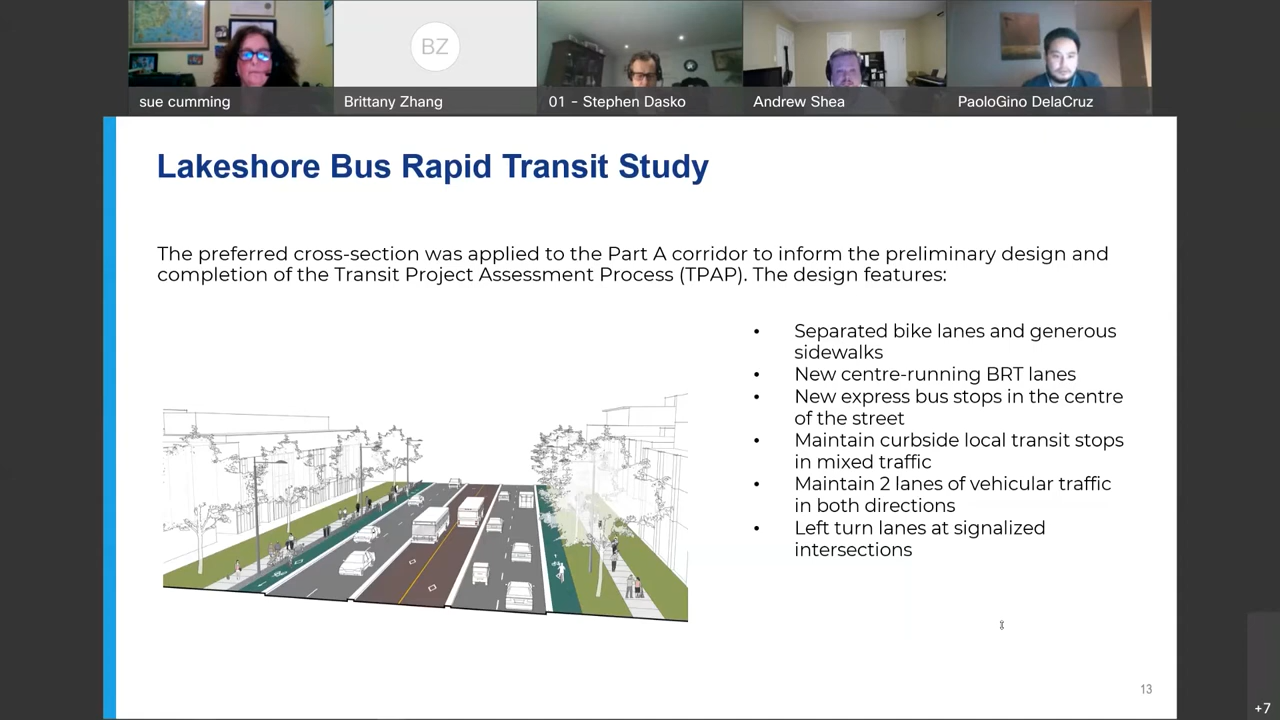 BZ
sue cumming
Brittany Zhang
01 - Stephen Dasko
Andrew Shea
PaoloGino DelaCruz
Lakeshore Bus Rapid Transit Study
The preferred cross-section was applied to the Part A corridor to inform the preliminary design and
completion of the Transit Project Assessment Process (TPAP). The design features:
• Separated bike lanes and generous
sidewalks
• New centre-running BRT lanes
• New express bus stops in the centre
of the street
• Maintain curbside local transit stops
in mixed traffic
• Maintain 2 lanes of vehicular traffic
in both directions
• Left turn lanes at signalized
intersections
13
+7